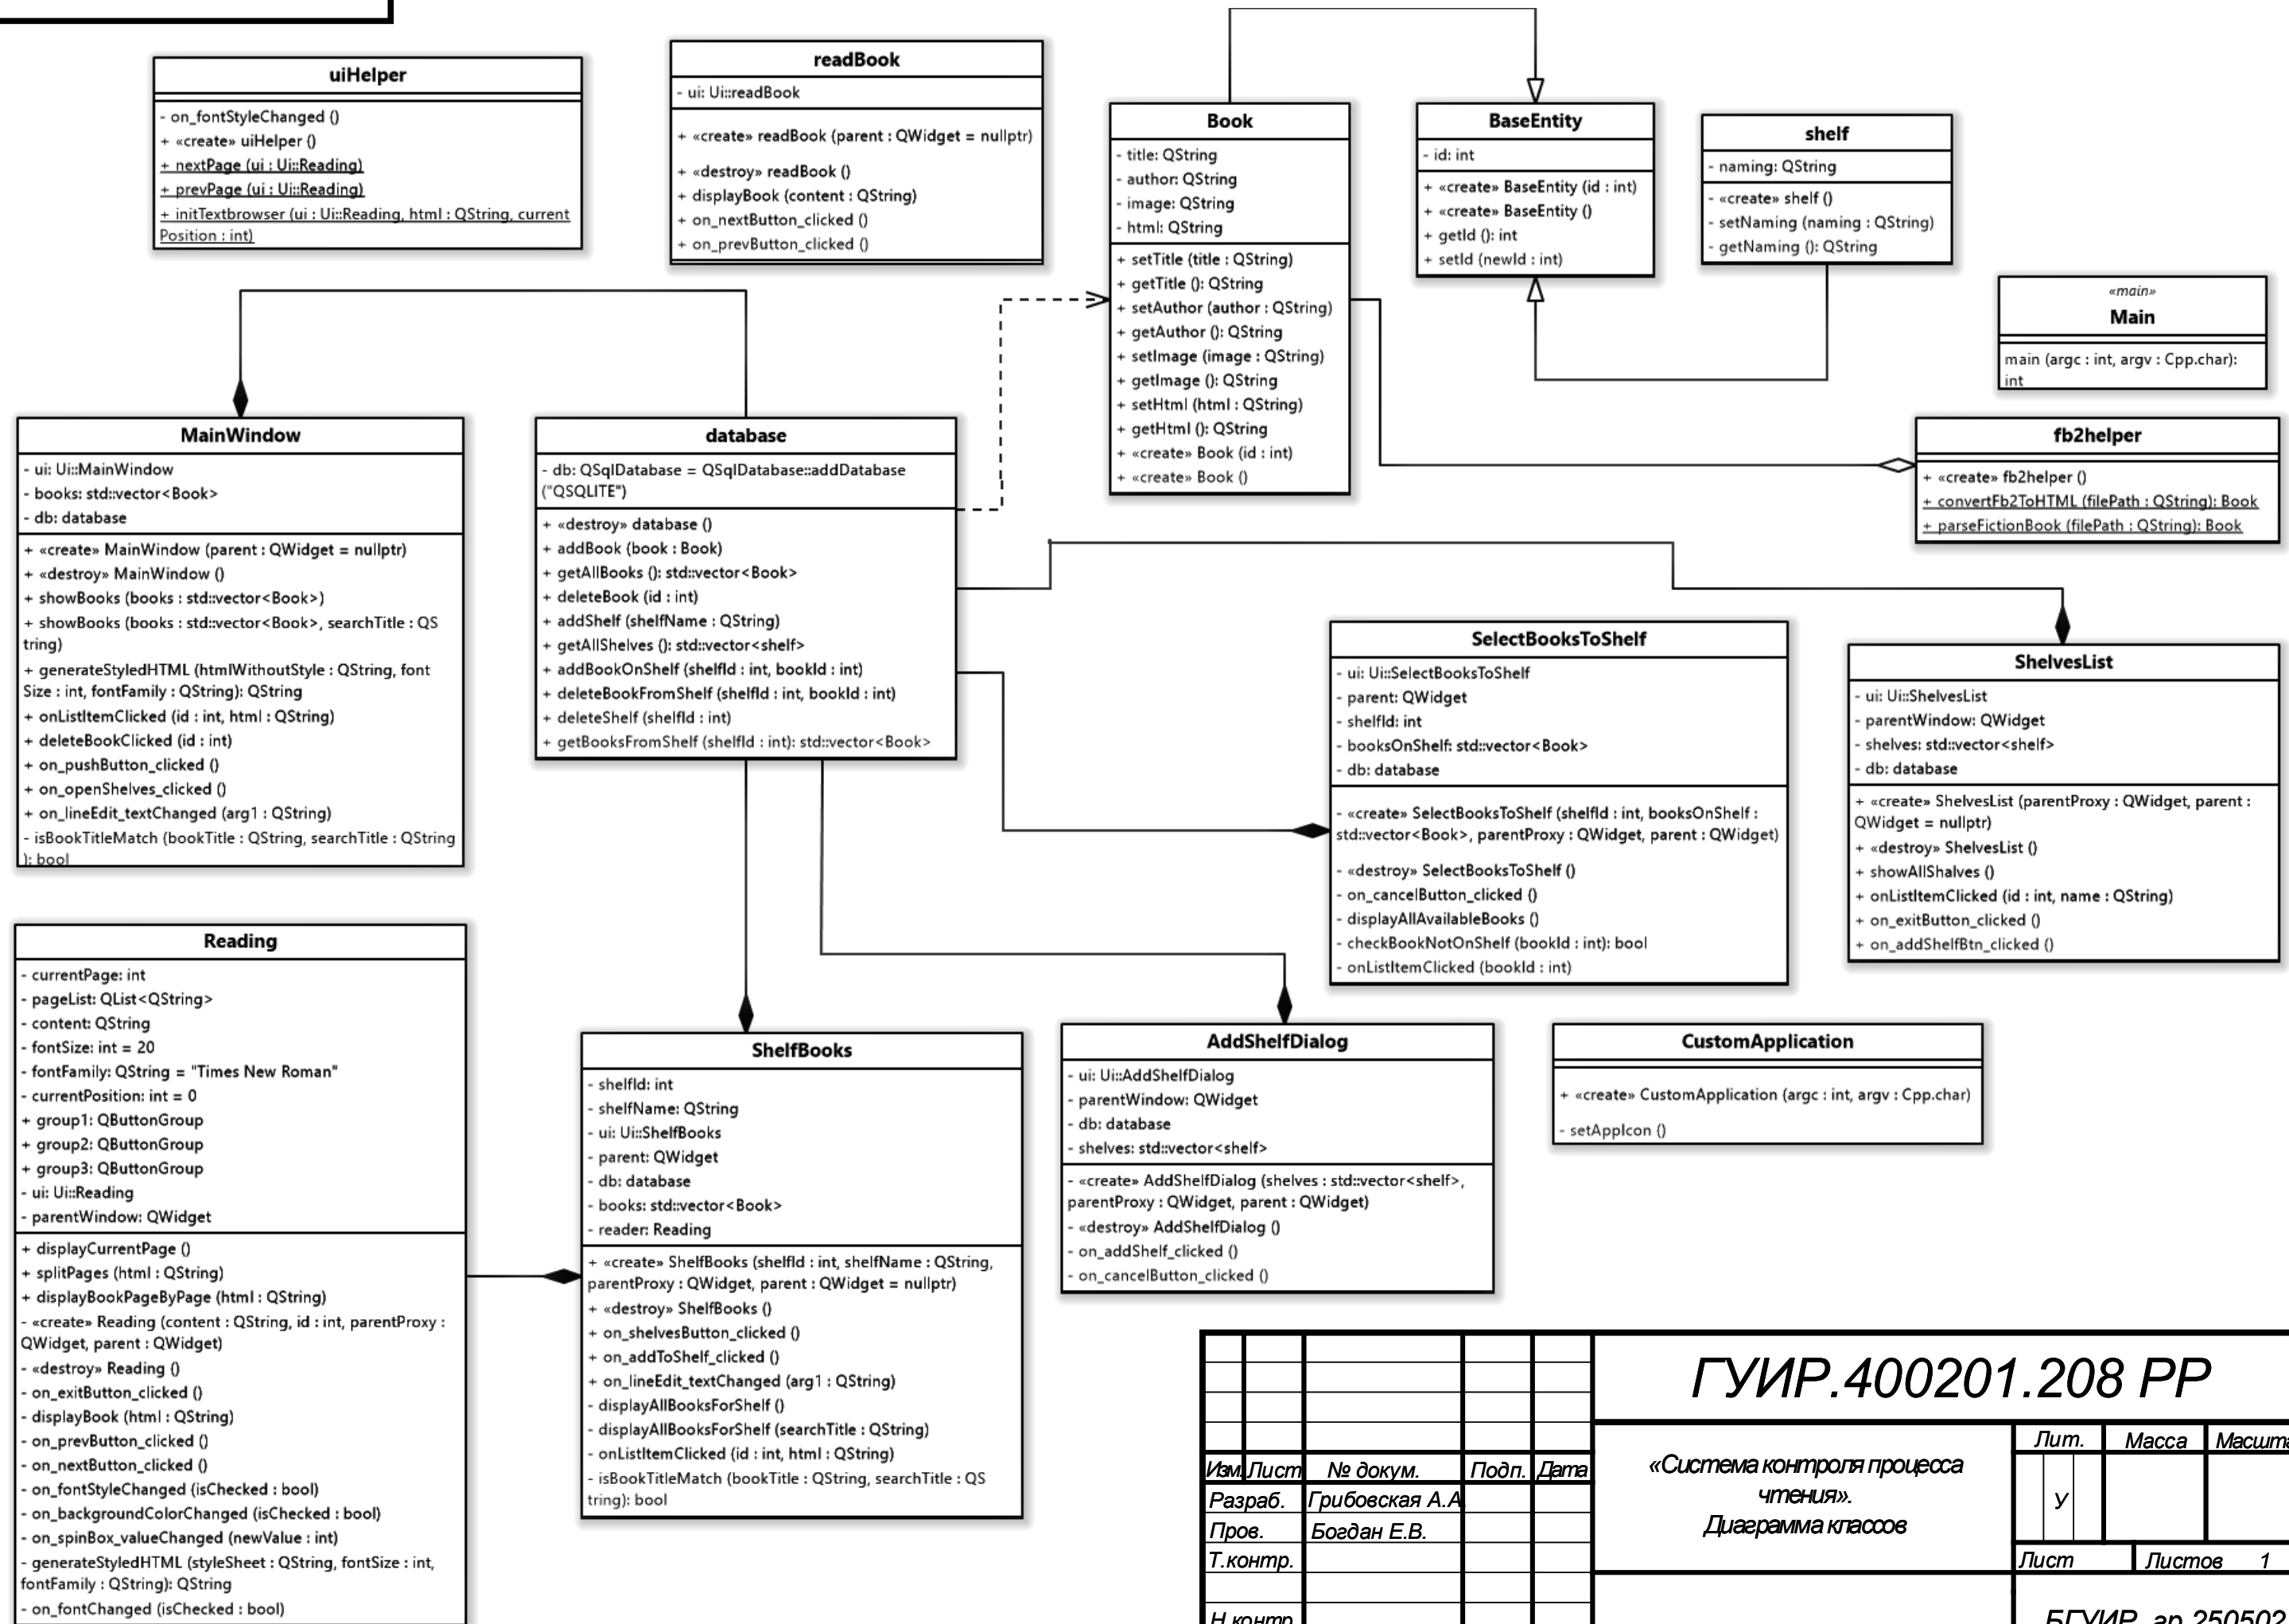 uiHelper
- on_fontStyleChanged ()
+ «create» uiHelper ()
+ nextPage (ui : Ui::Reading)
+ prevPage (ui : Ui::Reading)
+ initTextbrowser (ui : Ui::Reading, html : QString, current
Position : int)
readBook
- ui: Ui::readBook
+ «create» readBook (parent : QWidget = nullptr)
+ «destroy» readBook ()
+ displayBook (content : QString)
+ on_nextButton_clicked ()
+ on_prevButton_clicked ()
Book
- title: QString
- author: QString
- image: QString
- html: QString
+ setTitle (title : QString)
+ getTitle (): QString
+ setAuthor (author : QString)
+ getAuthor (): QString
+ setImage (image : QString)
+ getImage (): QString
+ setHtml (html : QString)
+ getHtml (): QString
+ «create» Book (id : int)
+ «create» Book ()
BaseEntity
- id: int
+ «create» BaseEntity (id : int)
+ «create» BaseEntity ()
+ getId (): int
+ setId (newId : int)
shelf
- naming: QString
- «create» shelf ()
- setNaming (naming : QString)
- getNaming (): QString
«main»
Main
main (argc : int, argv : Cpp.char):
int
MainWindow
- ui: Ui::MainWindow
- books: std::vector<Book>
- db: database
+ «create» MainWindow (parent : QWidget = nullptr)
+ «destroy» MainWindow ()
+ showBooks (books : std::vector<Book>)
+ showBooks (books : std::vector<Book>, searchTitle : QS
tring)
+ generateStyledHTML (htmlWithoutStyle : QString, font
Size : int, fontFamily : QString): QString
+ onListItemClicked (id : int, html : QString)
+ deleteBookClicked (id : int)
+ on_pushButton_clicked ()
+ on_openShelves_clicked ()
+ on_lineEdit_textChanged (arg1 : QString)
- isBookTitleMatch (bookTitle : QString, searchTitle : QString
): bool
database
- db: QSqlDatabase = QSqlDatabase::addDatabase
("QSQLITE")
+ «destroy» database ()
+ addBook (book : Book)
+ getAllBooks (): std::vector<Book>
+ deleteBook (id : int)
+ addShelf (shelfName : QString)
+ getAllShelves (): std::vector<shelf>
+ addBookOnShelf (shelfId : int, bookId : int)
+ deleteBookFromShelf (shelfId : int, bookId : int)
+ deleteShelf (shelfId : int)
+ getBooksFromShelf (shelfId : int): std::vector<Book>
fb2helper
+ «create» fb2helper ()
+ convertFb2ToHTML (filePath : QString): Book
+ parseFictionBook (filePath : QString): Book
SelectBooksToShelf
- ui: Ui::SelectBooksToShelf
- parent: QWidget
- shelfId: int
- booksOnShelf: std::vector<Book>
- db: database
- «create» SelectBooksToShelf (shelfId : int, booksOnShelf :
std::vector<Book>, parentProxy : QWidget, parent : QWidget)
- «destroy» SelectBooksToShelf ()
- on_cancelButton_clicked ()
- displayAllAvailableBooks ()
- checkBookNotOnShelf (bookId : int): bool
- onListItemClicked (bookId : int)
ShelvesList
- ui: Ui::ShelvesList
- parentWindow: QWidget
- shelves: std::vector<shelf>
- db: database
+ «create» ShelvesList (parentProxy : QWidget, parent :
QWidget = nullptr)
+ «destroy» ShelvesList ()
+ showAllShalves ()
+ onListItemClicked (id : int, name : QString)
+ on_exitButton_clicked ()
+ on_addShelfBtn_clicked ()
Reading
- currentPage: int
- pageList: QList<QString>
- content: QString
- fontSize: int = 20
- fontFamily: QString = "Times New Roman"
- currentPosition: int = 0
+ group1: QButtonGroup
+ group2: QButtonGroup
+ group3: QButtonGroup
- ui: Ui::Reading
- parentWindow: QWidget
+ displayCurrentPage ()
+ splitPages (html : QString)
+ displayBookPageByPage (html : QString)
- «create» Reading (content : QString, id : int, parentProxy :
QWidget, parent : QWidget)
- «destroy» Reading ()
- on_exitButton_clicked ()
- displayBook (html : QString)
- on_prevButton_clicked ()
- on_nextButton_clicked ()
- on_fontStyleChanged (isChecked : bool)
- on_backgroundColorChanged (isChecked : bool)
- on_spinBox_valueChanged (newValue : int)
- generateStyledHTML (styleSheet : QString, fontSize : int,
fontFamily : QString): QString
- on_fontChanged (isChecked : bool)
ShelfBooks
- shelfId: int
- shelfName: QString
- ui: Ui::ShelfBooks
- parent: QWidget
- db: database
- books: std::vector<Book>
- reader: Reading
+ «create» ShelfBooks (shelfId : int, shelfName : QString,
parentProxy : QWidget, parent : QWidget = nullptr)
+ «destroy» ShelfBooks ()
+ on_shelvesButton_clicked ()
+ on_addToShelf_clicked ()
+ on_lineEdit_textChanged (arg1 : QString)
- displayAllBooksForShelf ()
- displayAllBooksForShelf (searchTitle : QString)
- onListItemClicked (id : int, html : QString)
- isBookTitleMatch (bookTitle : QString, searchTitle : QS
tring): bool
AddShelfDialog
- ui: Ui::AddShelfDialog
- parentWindow: QWidget
- db: database
- shelves: std::vector<shelf>
- «create» AddShelfDialog (shelves : std::vector<shelf>,
parentProxy : QWidget, parent : QWidget)
- «destroy» AddShelfDialog ()
- on_addShelf_clicked ()
- on_cancelButton_clicked ()
CustomApplication
+ «create» CustomApplication (argc : int, argv : Cpp.char)
- setAppIcon ()
ГУИР.400201.208 РР
Изм. Лист № докум. Подп. Дата
Разраб. Грибовская А.А
Пров. Богдан Е.В.
Т.контр.
Н.контр
«Система контроля процесса
чтения».
Диаграмма классов
Лит. Масса Масшта
У
Лист Листов 1
БГУИР, гр.250502